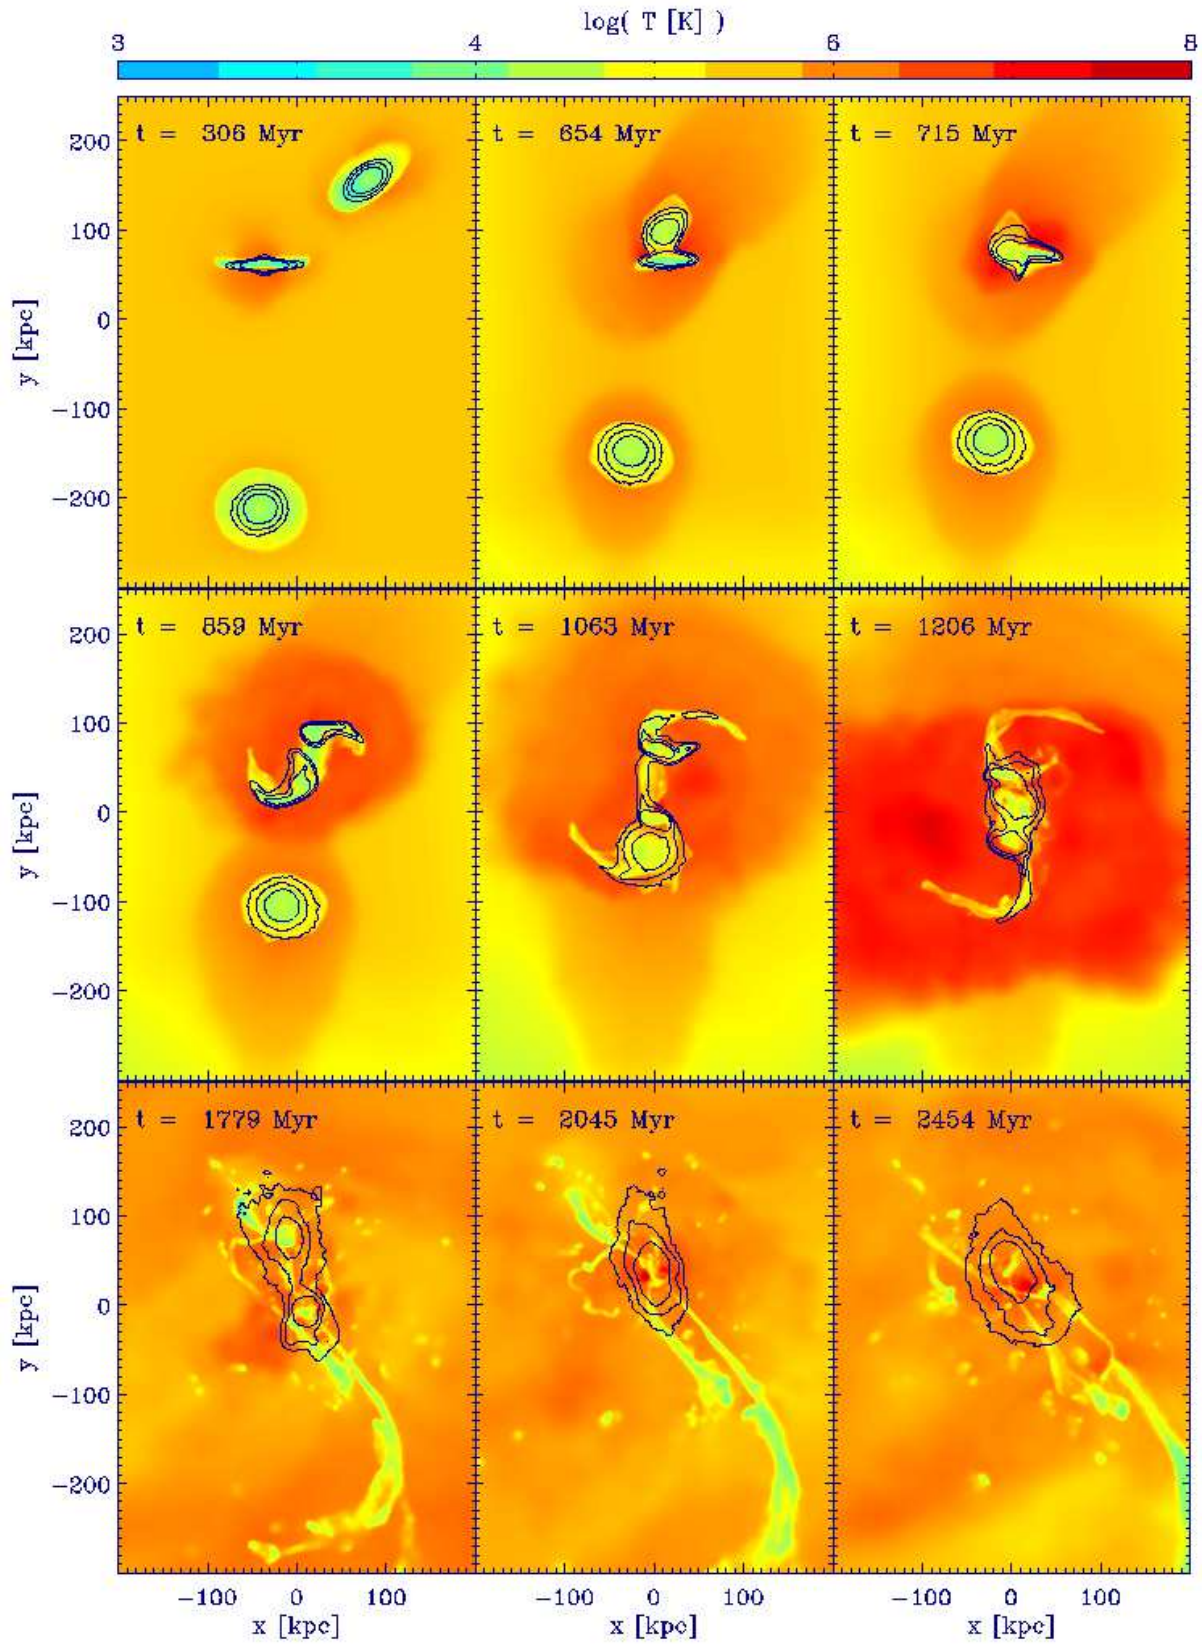 log( T [K] )
3 4 6 8
t = 306 Myr t = 654 Myr t = 715 Myr
200
100
0
-100
-200
y [kpc]
t = 859 Myr t = 1063 Myr t = 1206 Myr
200
100
0
-100
-200
y [kpc]
t = 1779 Myr t = 2045 Myr t = 2454 Myr
200
100
0
-100
-200
y [kpc]
-100 0 100 -100 0 100 -100 0 100
x [kpc] x [kpc] x [kpc]